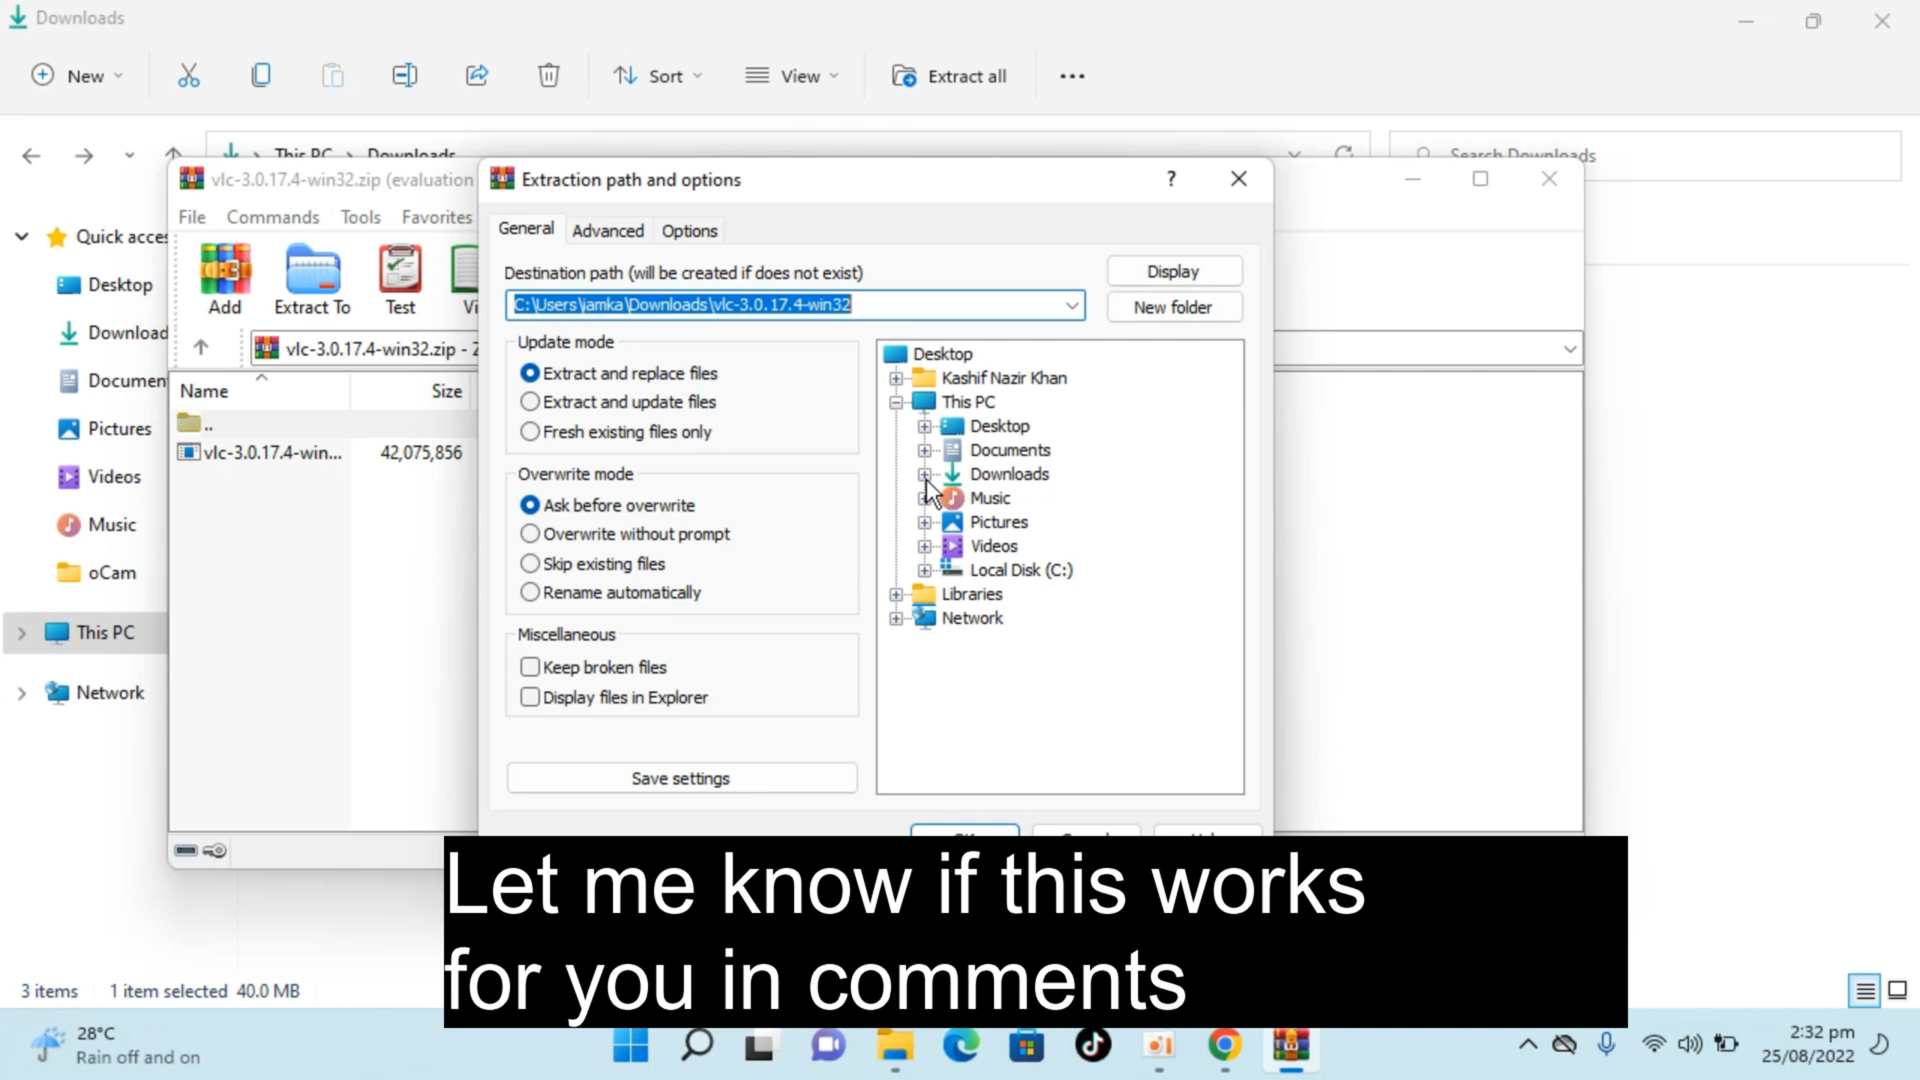 Downloads
New
Sort
View
Extract all
This PC > Downloads
Search Downloads
Quick acces
Desktop
Download
Documen
Pictures
Videos
Music
oCam
This PC
Network
vlc-3.0.17.4-win32.zip (evaluation
File Commands Tools Favorites
Add
Extract To
Test
Vi
vlc-3.0.17.4-win32.zip - Z
Name
Size
..
vlc-3.0.17.4-win...
42,075,856
Extraction path and options
?
General
Advanced
Options
Destination path (will be created if does not exist)
C:\Users\iamka\Downloads\vlc-3.0.17.4-win32
Display
New folder
Update mode
Extract and replace files
Extract and update files
Fresh existing files only
Overwrite mode
Ask before overwrite
Overwrite without prompt
Skip existing files
Rename automatically
Miscellaneous
Keep broken files
Display files in Explorer
Save settings
Desktop
Kashif Nazir Khan
This PC
Desktop
Documents
Downloads
Music
Pictures
Videos
Local Disk (C:)
Libraries
Network
Let me know if this works
for you in comments
3 items
1 item selected 40.0 MB
28°C
Rain off and on
2:32 pm
25/08/2022